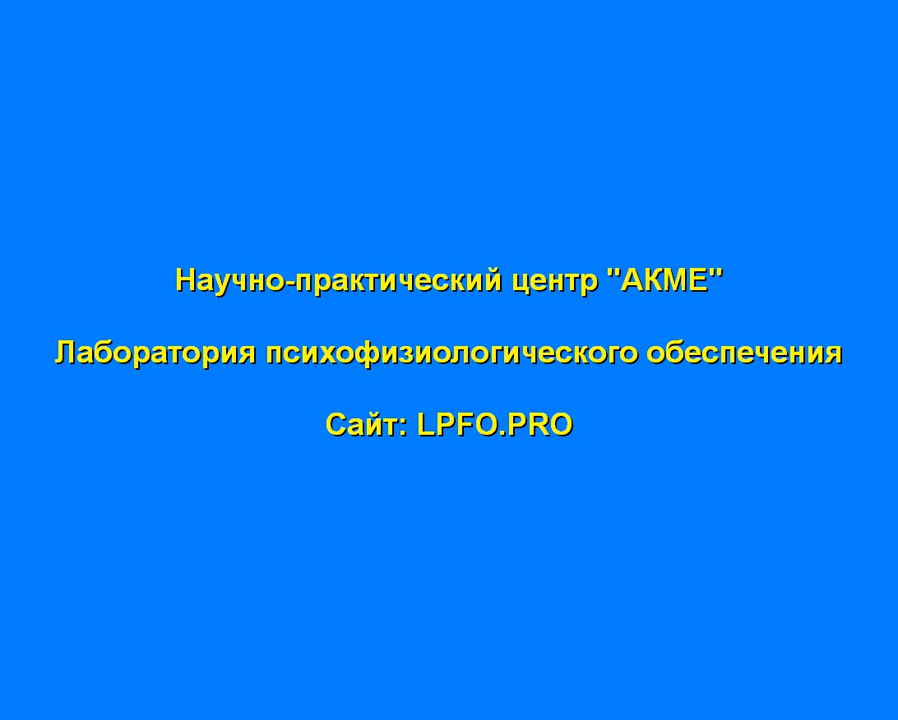 Научно-практический центр "АКМЕ"
Лаборатория психофизиологического обеспечения
Сайт: LPFO.PRO